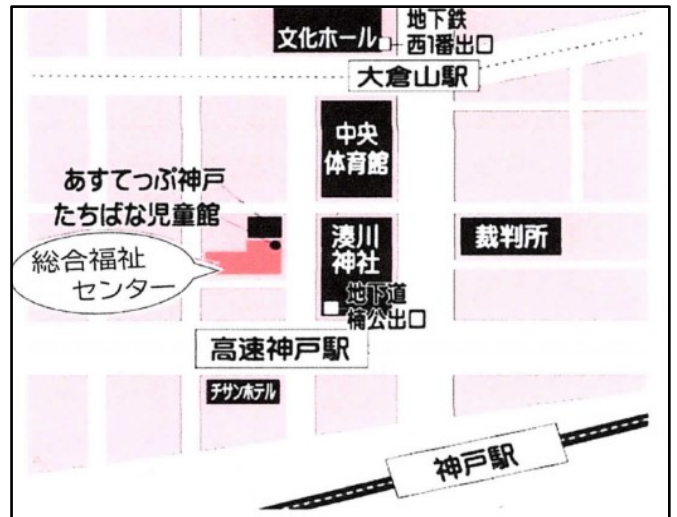 文化ホール
地下鉄
西1番出口
大倉山駅
中央
体育館
あすてっぷ神戸
たちばな児童館
総合福祉
センター
湊川
神社
裁判所
地下道
楠公出口
高速神戸駅
チサンホテル
神戸駅